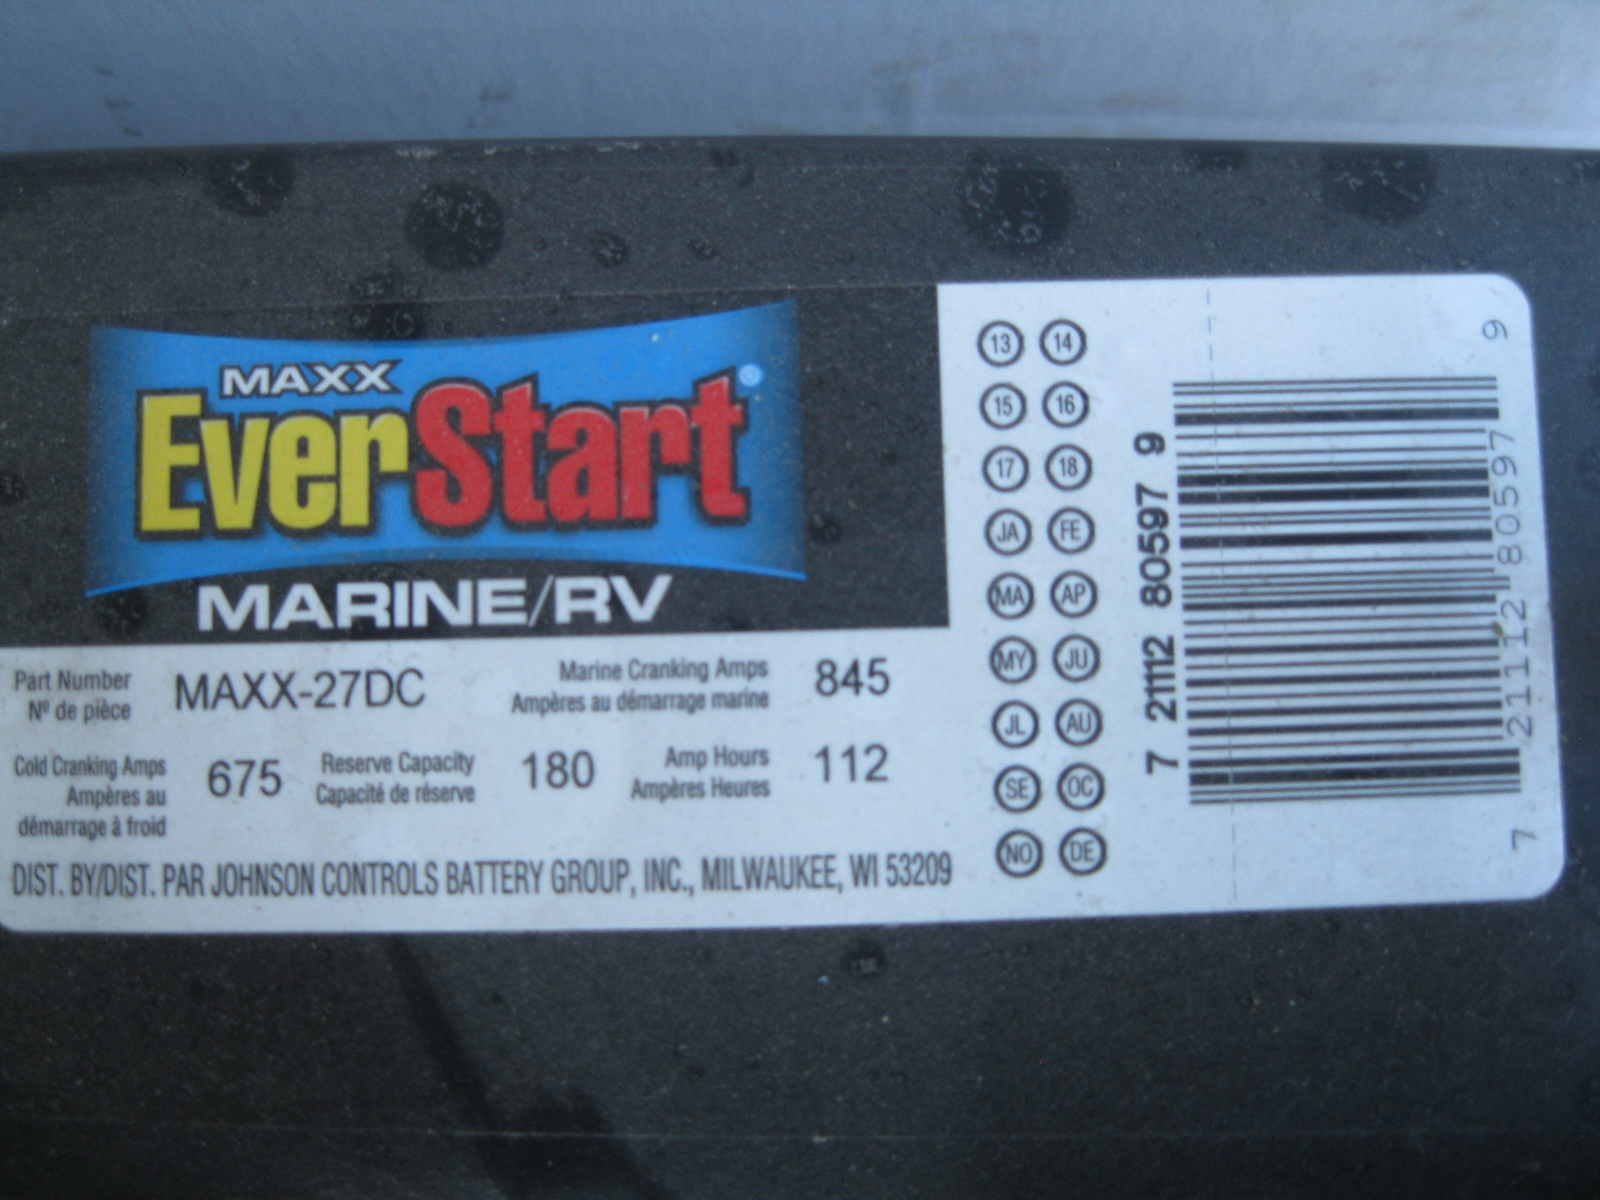 MAXX
EverStart®
MARINE/RV
Part Number
Nº de pièce
MAXX-27DC
Marine Cranking Amps
Ampères au démarrage marine
845
Cold Cranking Amps
Ampères au
démarrage à froid
675
Reserve Capacity
Capacité de réserve
180
Amp Hours
Ampères Heures
112
DIST. BY/DIST. PAR JOHNSON CONTROLS BATTERY GROUP, INC., MILWAUKEE, WI 53209
13 14
15 16
17 18
JA FE
MA AP
MY JU
JL AU
SE OC
NO DE
7 21112 80597 9
7 21112 80597 9